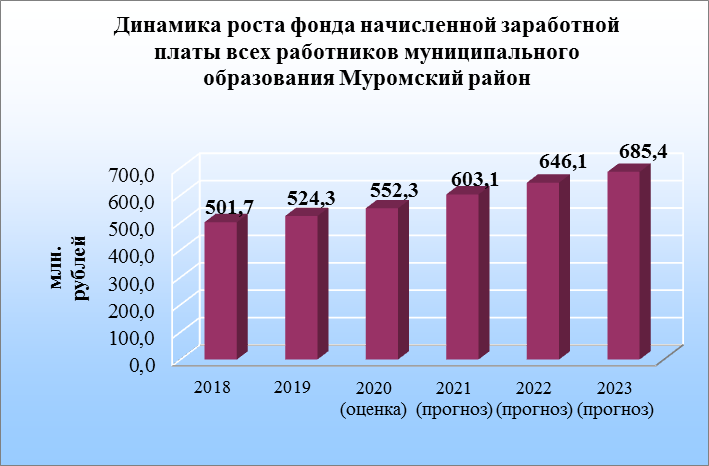 Динамика роста фонда начисленной заработной
платы всех работников муниципального
образования Муромский район
млн.
рублей
700,0
600,0
500,0
400,0
300,0
200,0
100,0
0,0
501,7
524,3
552,3
603,1
646,1
685,4
2018
2019
2020
(оценка)
2021
(прогноз)
2022
(прогноз)
2023
(прогноз)